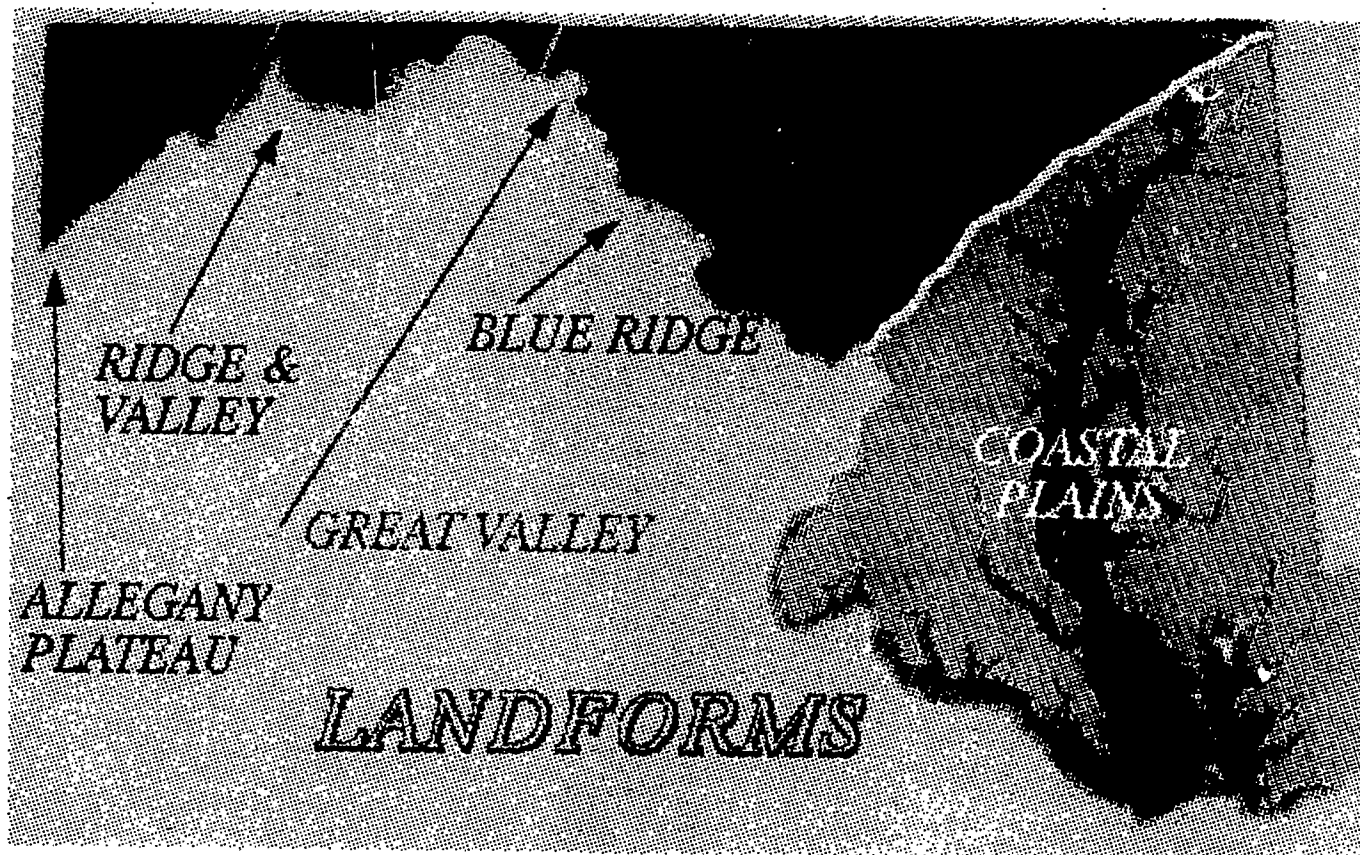 BLUE RIDGE
RIDGE &
VALLEY
COASTAL
PLAINS
GREAT VALLEY
ALLEGANY
PLATEAU
LANDFORMS